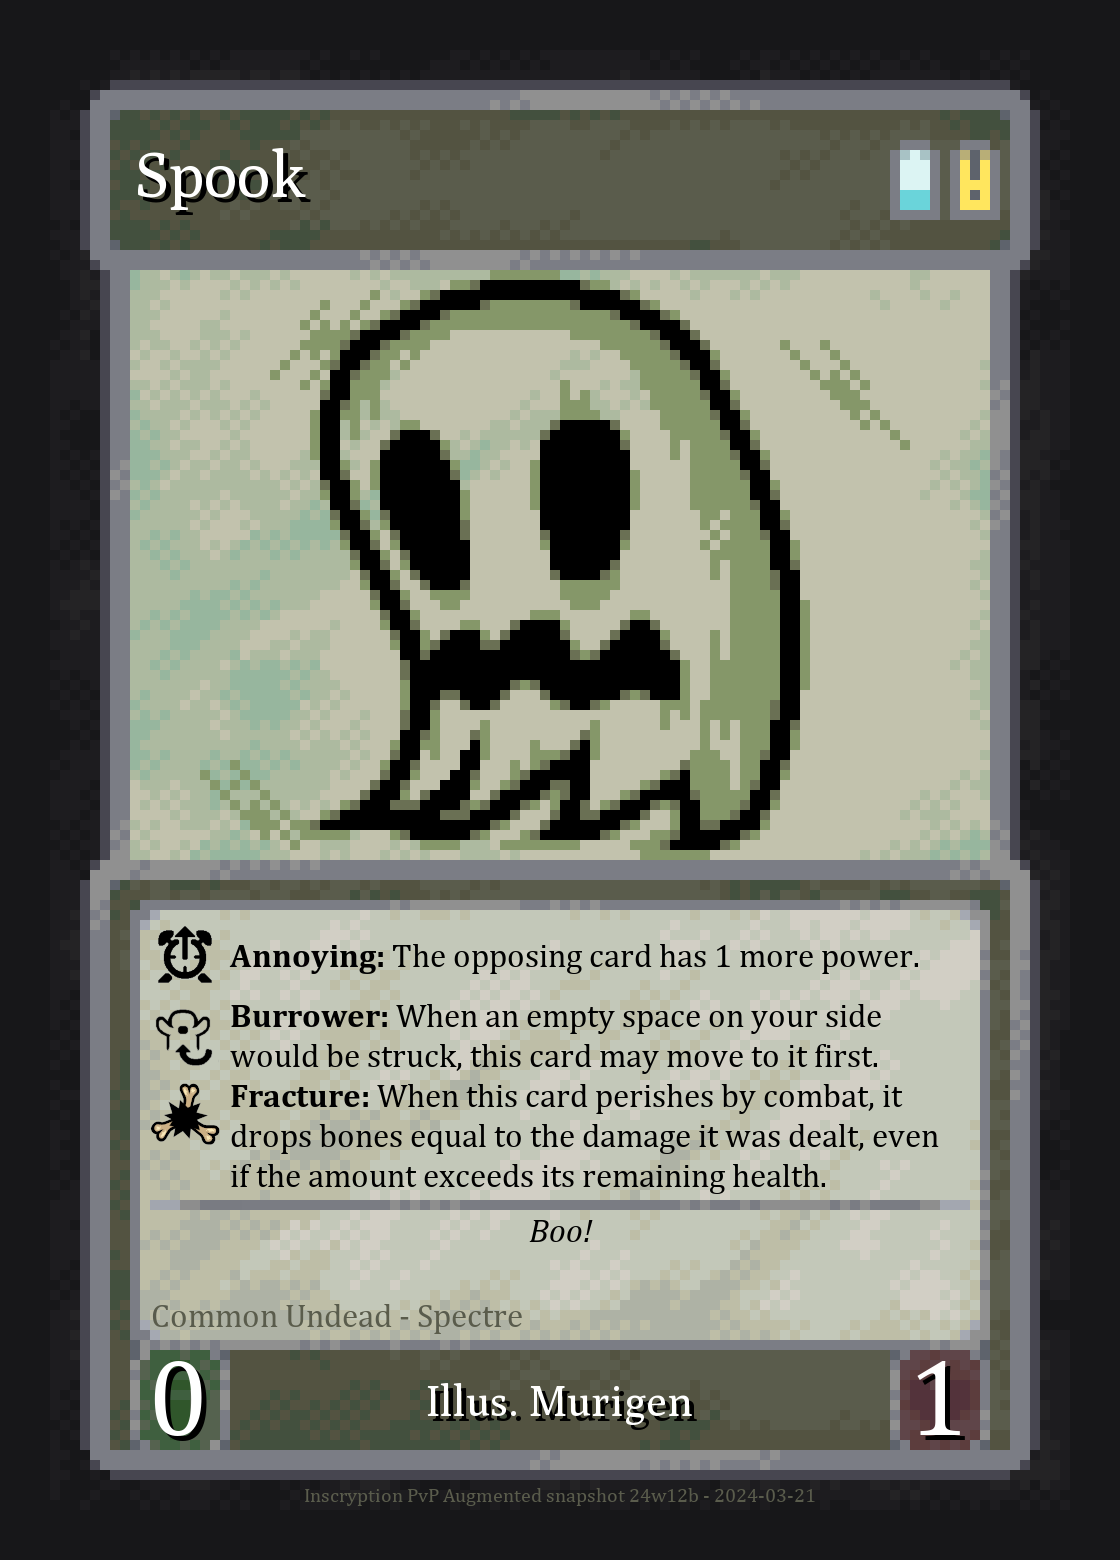 Spook
Annoying: The opposing card has 1 more power.
Burrower: When an empty space on your side
would be struck, this card may move to it first.
Fracture: When this card perishes by combat, it
drops bones equal to the damage it was dealt, even
if the amount exceeds its remaining health.
Boo!
Common Undead - Spectre
0
Illus. Murigen
1
Inscryption PvP Augmented snapshot 24w12b - 2024-03-21